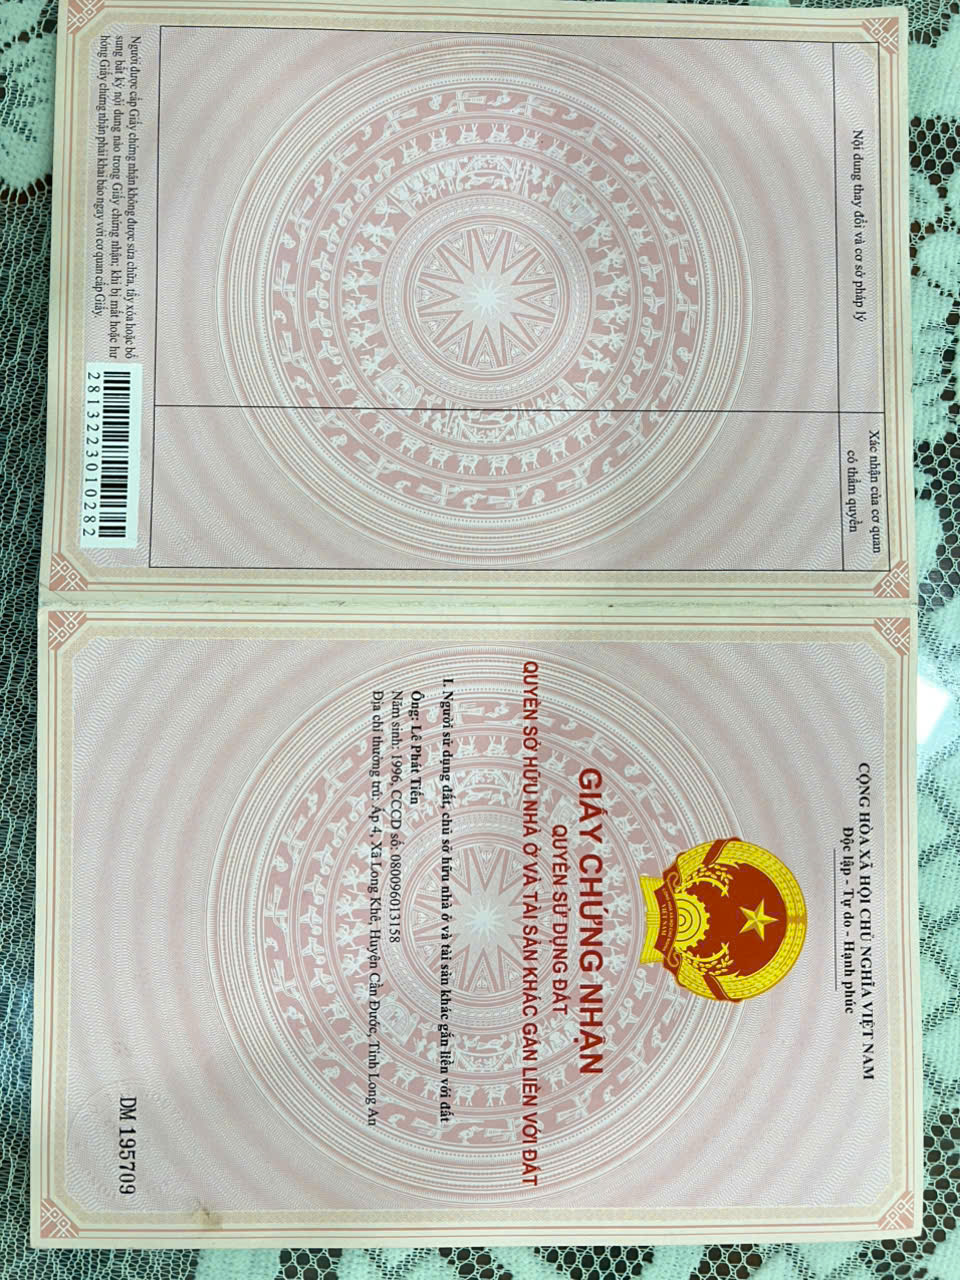 Nội dung thay đổi và cơ sở pháp lý
Xác nhận của cơ quan
có thẩm quyền
Người được cấp Giấy chứng nhận không được sửa chữa, tẩy xóa hoặc bổ
sung bất kỳ nội dung nào trong Giấy chứng nhận; khi bị mất hoặc hư
hỏng Giấy chứng nhận phải khai báo ngay với cơ quan cấp Giấy.
2813223010282
CỘNG HÒA XÃ HỘI CHỦ NGHĨA VIỆT NAM
Độc lập - Tự do - Hạnh phúc
VIỆT NAM
GIẤY CHỨNG NHẬN
QUYỀN SỬ DỤNG ĐẤT
QUYỀN SỞ HỮU NHÀ Ở VÀ TÀI SẢN KHÁC GẮN LIỀN VỚI ĐẤT
I. Người sử dụng đất, chủ sở hữu nhà ở và tài sản khác gắn liền với đất
Ông: Lê Phát Tiến
Năm sinh: 1996, CCCD số: 080096013158
Địa chỉ thường trú: Ấp 4, Xã Long Khê, Huyện Cần Đước, Tỉnh Long An
DM 195709